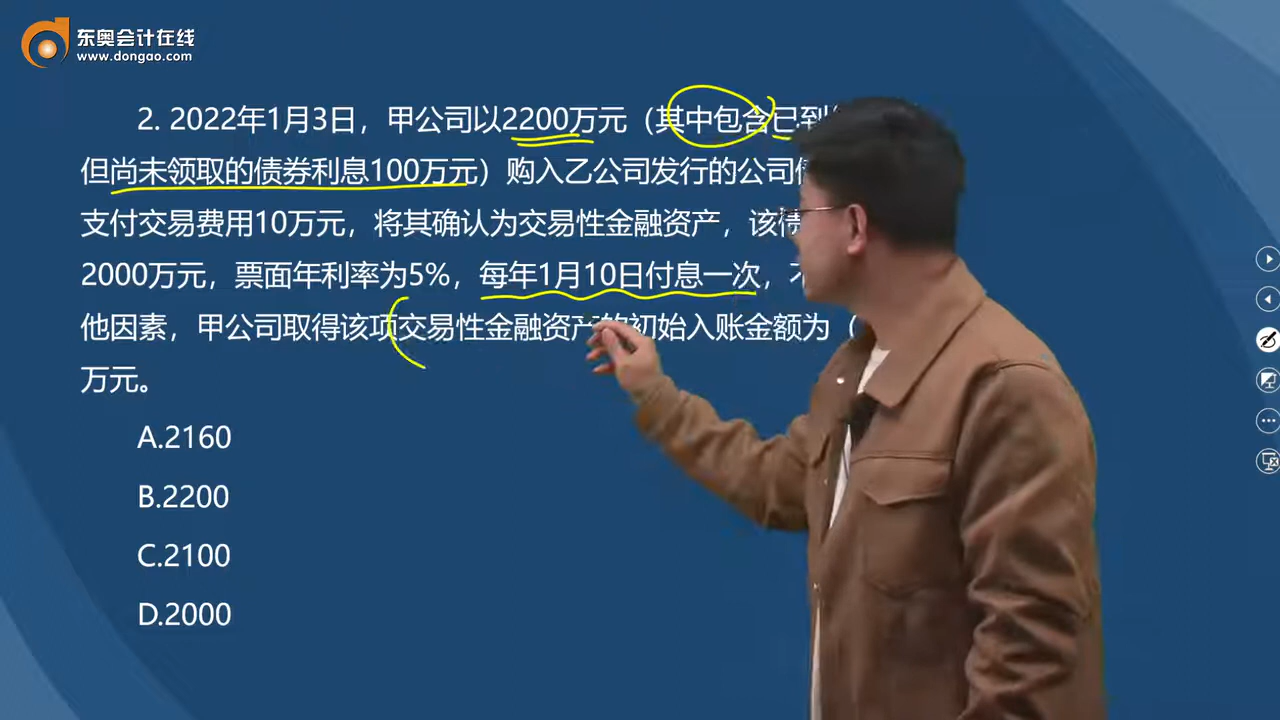 东奥会计在线
www.dongao.com
2. 2022年1月3日，甲公司以2200万元（其中包含已到
但尚未领取的债券利息100万元）购入乙公司发行的公司
支付交易费用10万元，将其确认为交易性金融资产，该
2000万元，票面年利率为5%，每年1月10日付息一次，
他因素，甲公司取得该项交易性金融资产的初始入账金额为（
万元。
A.2160
B.2200
C.2100
D.2000